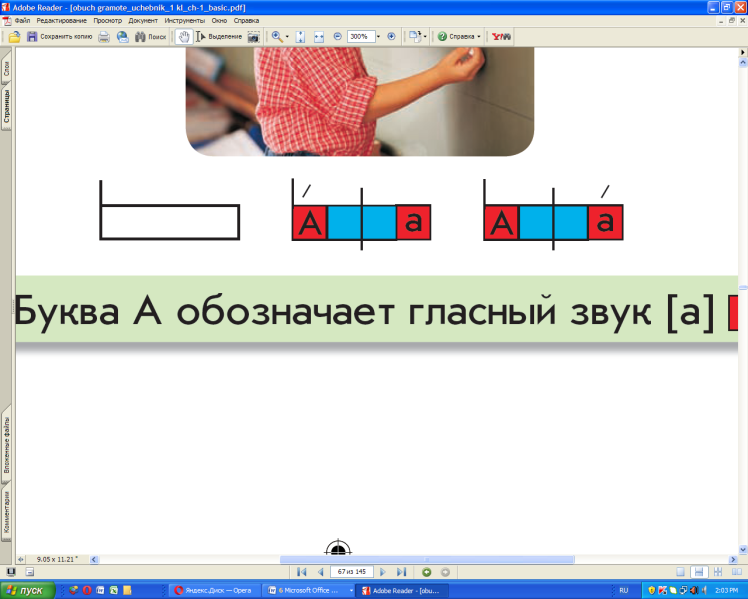 Adobe Reader - [obuch gramote_uchebnik_1 kl_ch-1_basic.pdf]
Файл Редактирование Просмотр Документ Инструменты Окно Справка
Сохранить копию Поиск Выделение 300% Справка
Слои
Страницы
А а А а
Буква А обозначает гласный звук [а]
Вложенные файлы
Комментарии
9.05 x 11.21 "
67 из 145
пуск Яндекс.Диск — Opera 6 Microsoft Office ... Adobe Reader - [obu... RU 2:03 PM